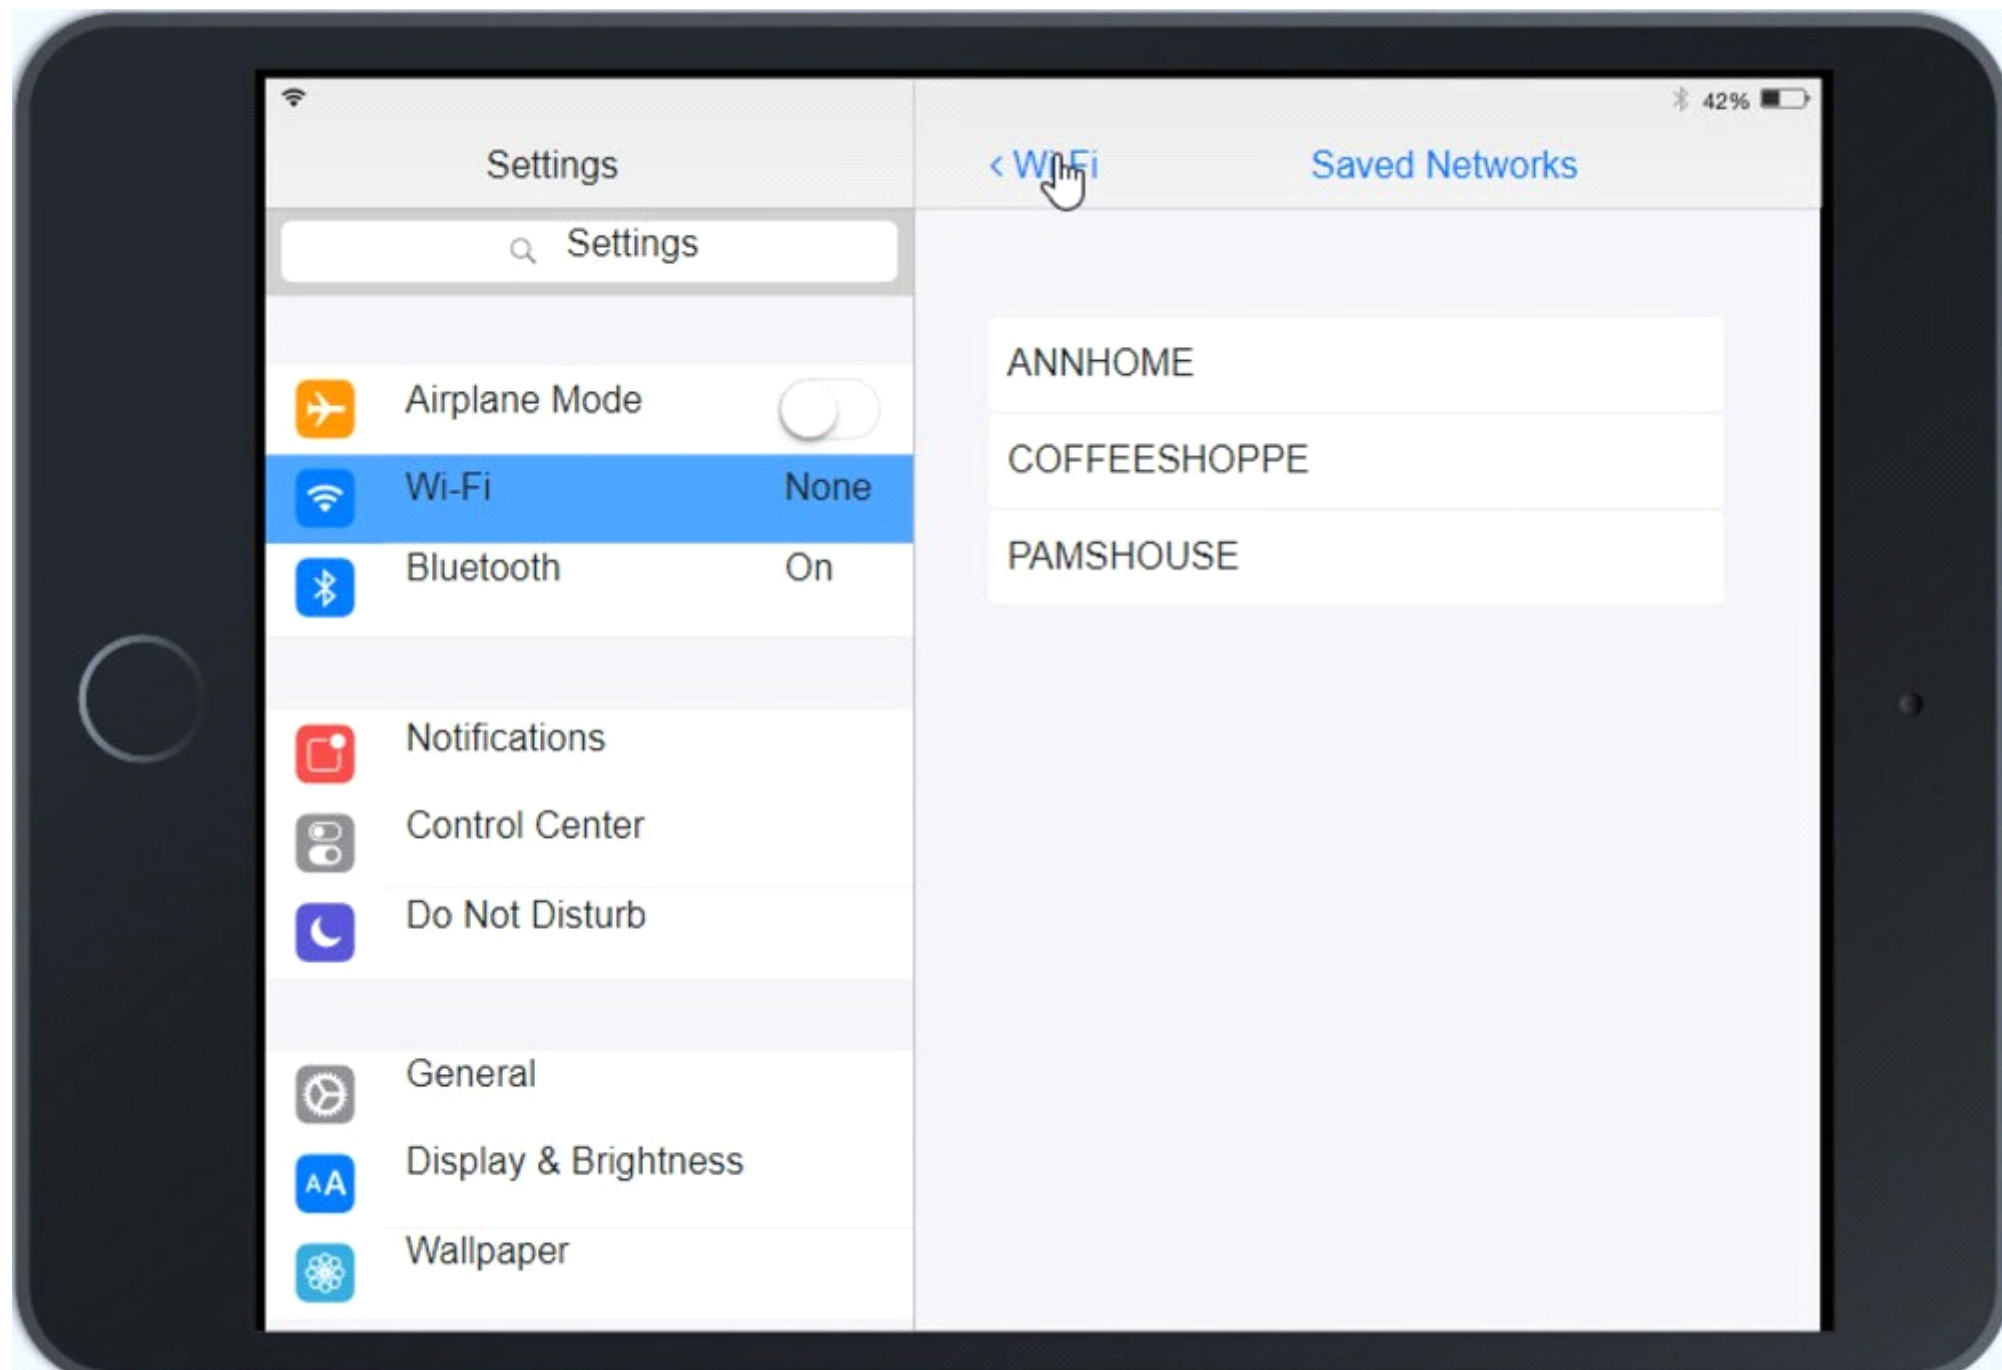 42%
Settings
< Wi-Fi
Saved Networks
Settings
Airplane Mode
Wi-Fi None
Bluetooth On
Notifications
Control Center
Do Not Disturb
General
AA Display & Brightness
Wallpaper
ANNHOME
COFFEESHOPPE
PAMSHOUSE